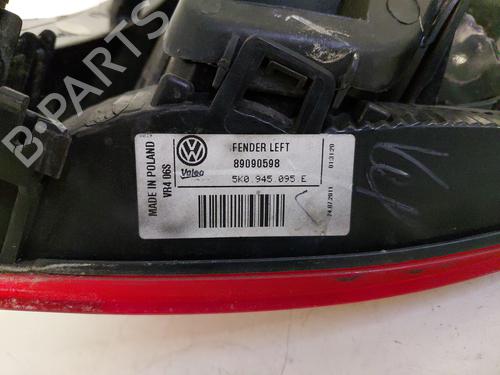 B-PARTS
MADE IN POLAND
VR4 06S
FENDER LEFT
89090598
Valeo
5K0 945 095 E
013120
24.07.2011